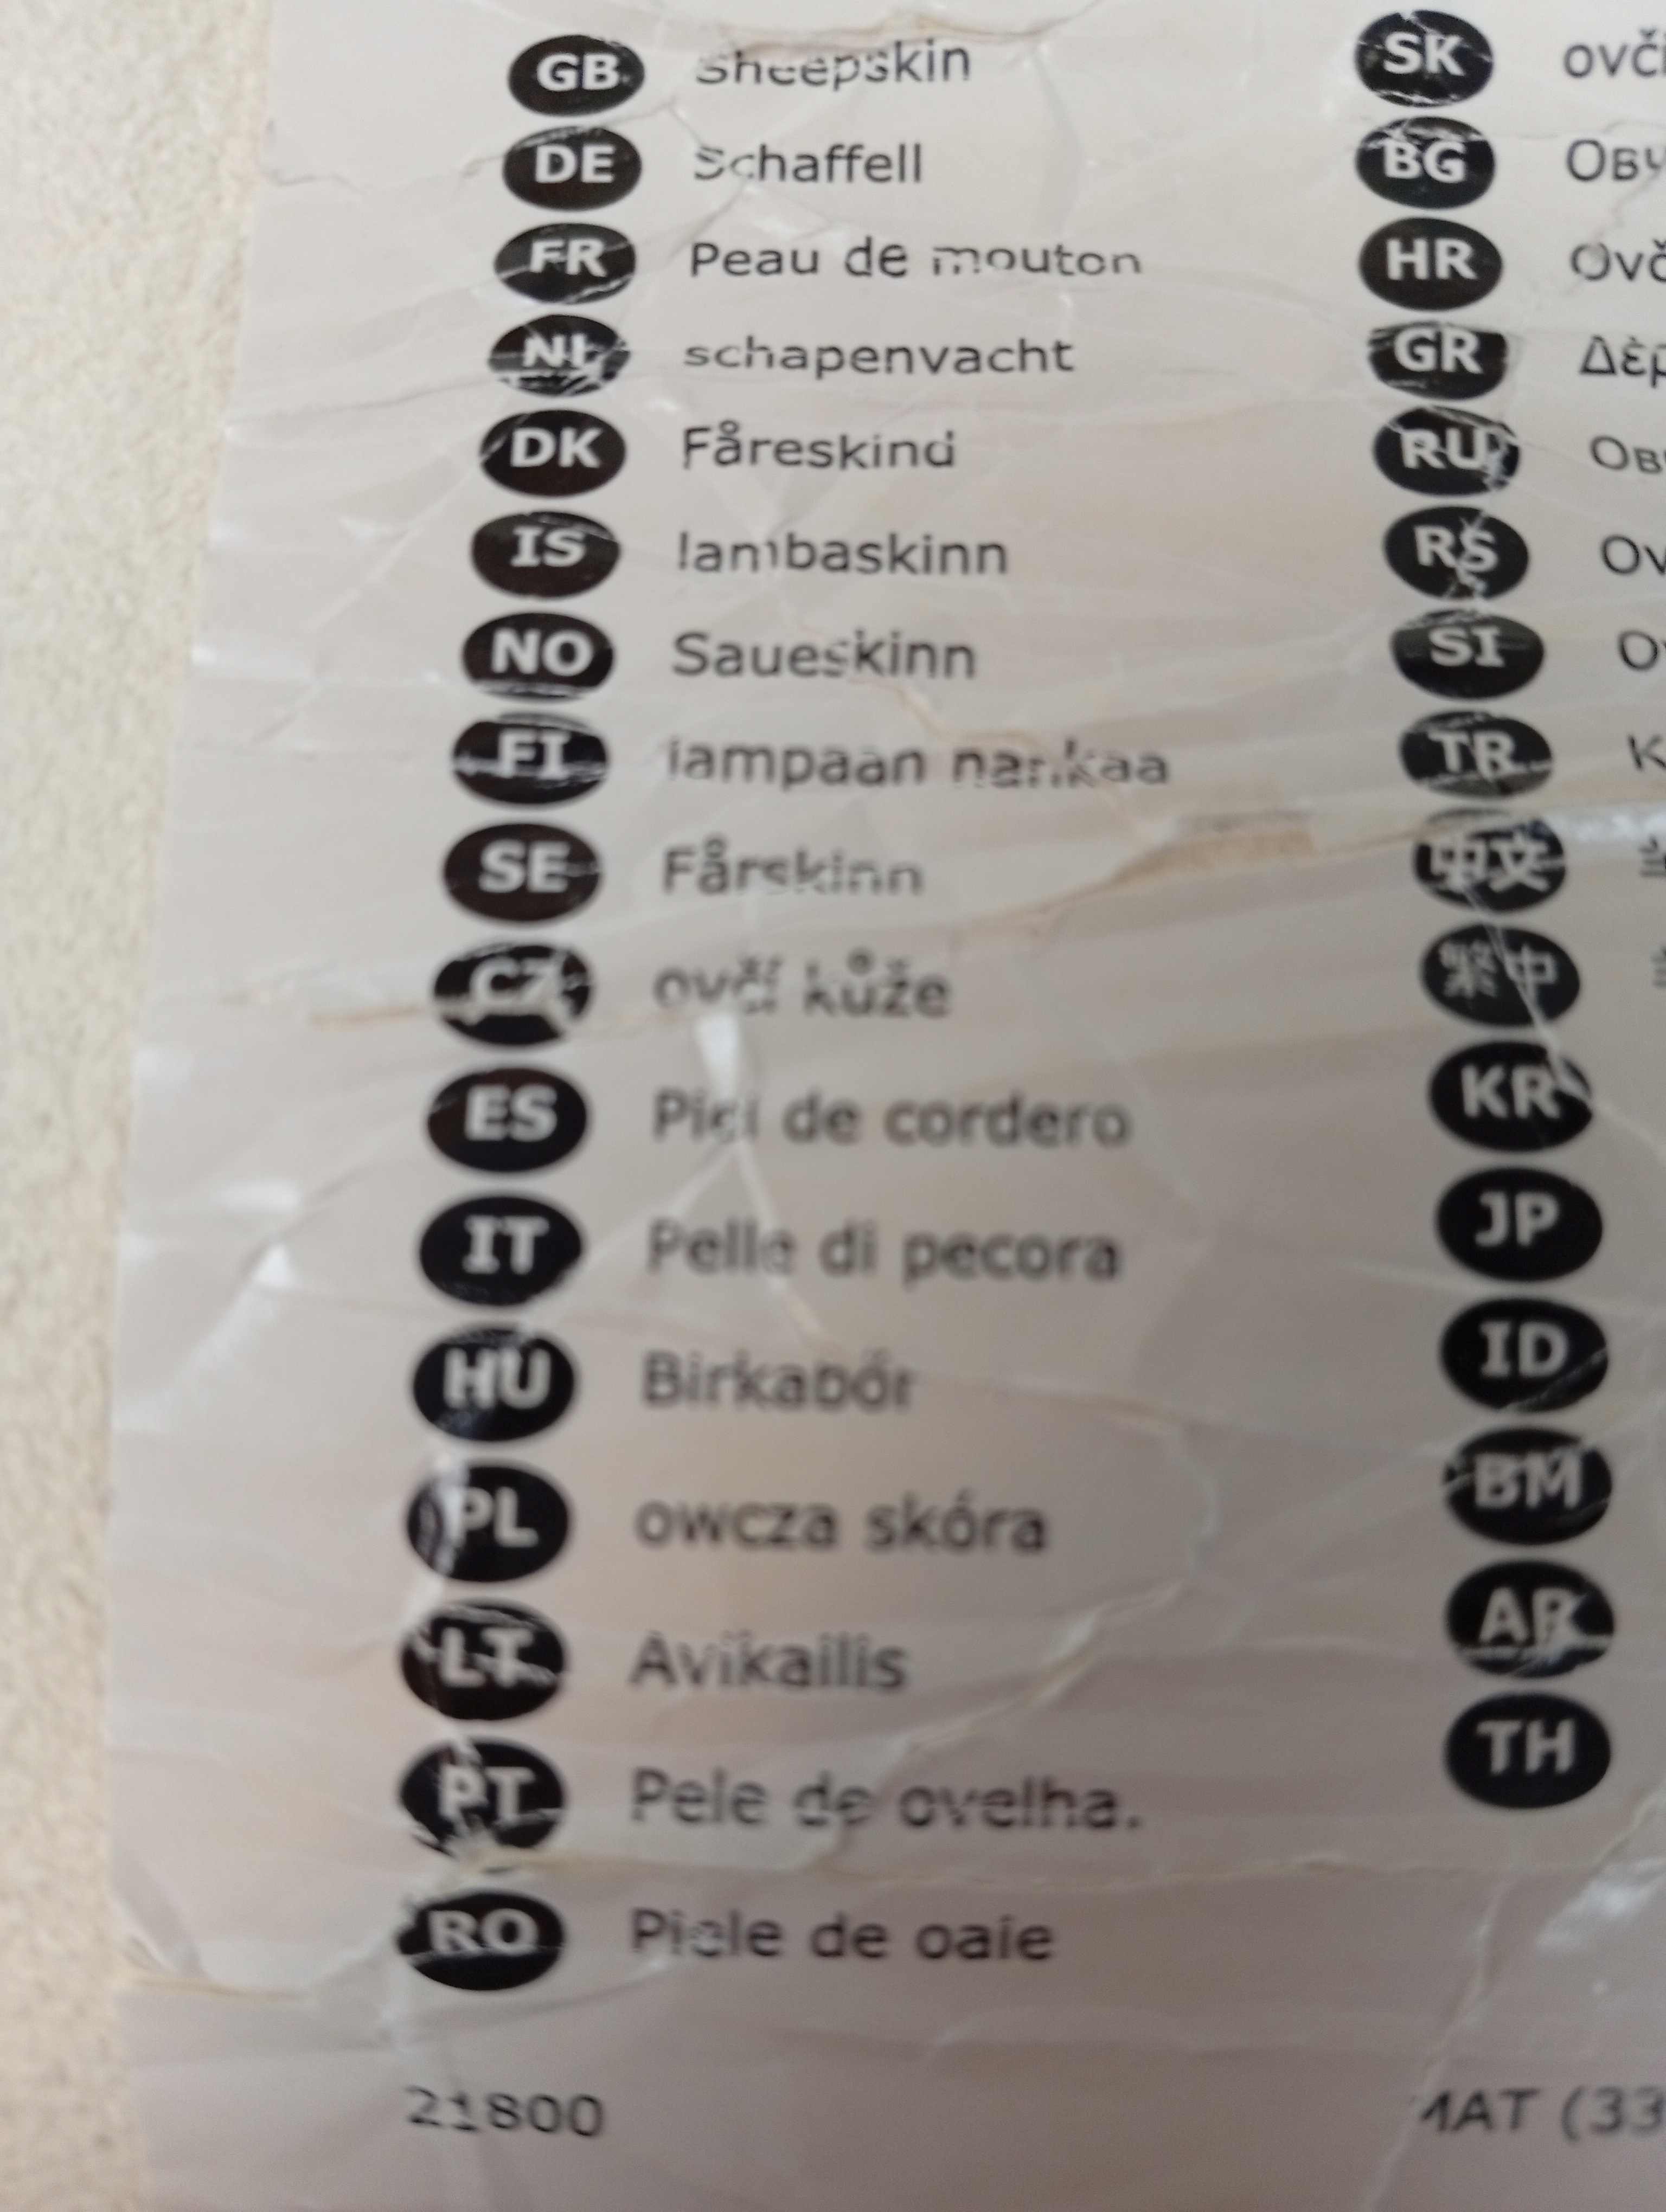 GB Sheepskin
DE Schaffell
FR Peau de mouton
NL schapenvacht
DK Fåreskind
IS lambaskinn
NO Saueskinn
FI lampaan nahkaa
SE Fårskinn
CZ ovčí kůže
ES Piel de cordero
IT Pelle di pecora
HU Birkabőr
PL owcza skóra
LT Avikailis
PT Pele de ovelha.
RO Piele de oaie
21800
SK
BG
HR
GR
RU
RS
SI
TR
中文
繁中
KR
JP
ID
BM
AR
TH
(33